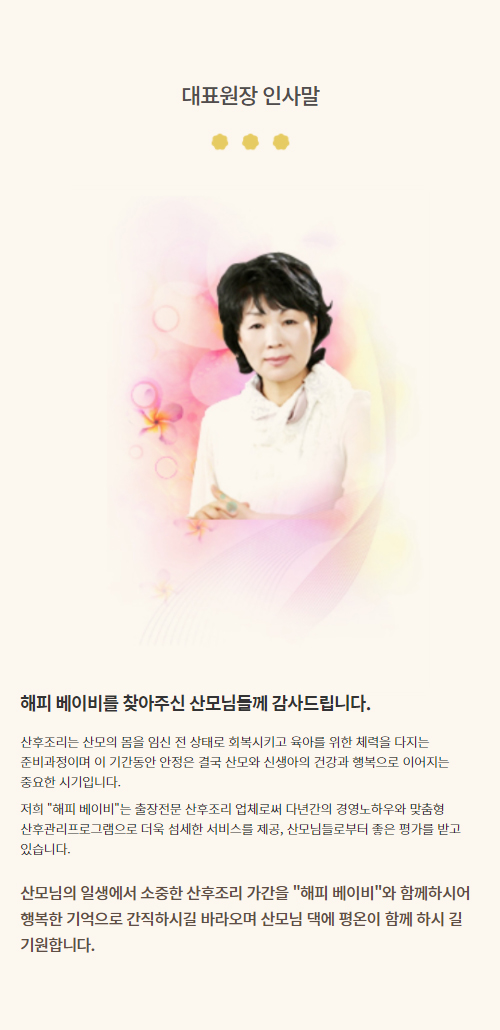 대표원장 인사말
해피 베이비를 찾아주신 산모님들께 감사드립니다.
산후조리는 산모의 몸을 임신 전 상태로 회복시키고 육아를 위한 체력을 다지는
준비과정이며 이 기간동안 안정은 결국 산모와 신생아의 건강과 행복으로 이어지는
중요한 시기입니다.
저희 "해피 베이비"는 출장전문 산후조리 업체로써 다년간의 경영노하우와 맞춤형
산후관리프로그램으로 더욱 섬세한 서비스를 제공, 산모님들로부터 좋은 평가를 받고
있습니다.
산모님의 일생에서 소중한 산후조리 가간을 "해피 베이비"와 함께하시어
행복한 기억으로 간직하시길 바라오며 산모님 댁에 평온이 함께 하시 길
기원합니다.